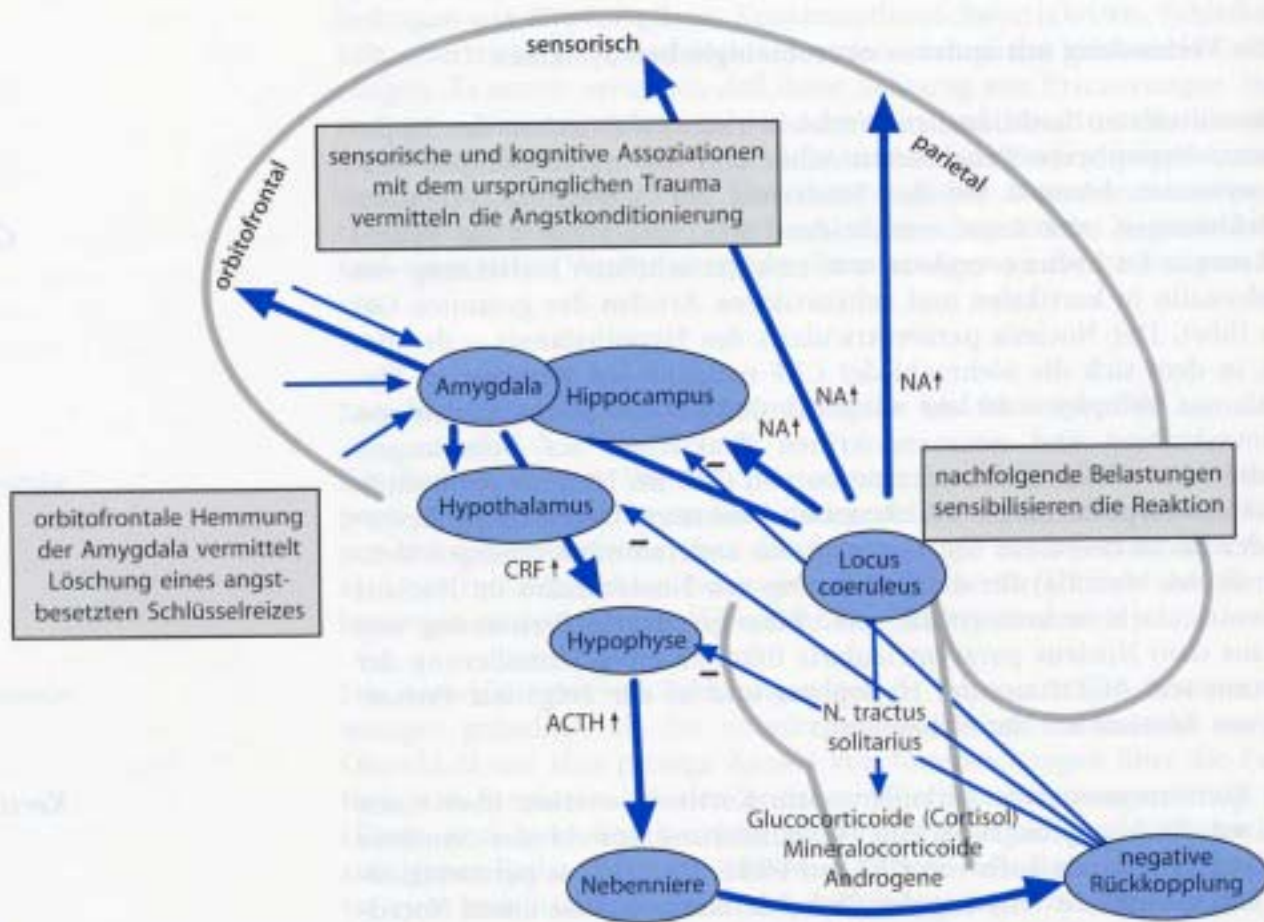 sensorisch
parietal
orbitofrontal
sensorische und kognitive Assoziationen
mit dem ursprünglichen Trauma
vermitteln die Angstkonditionierung
Amygdala
Hippocampus
NA↑
NA↑
NA↑
nachfolgende Belastungen
sensibilisieren die Reaktion
orbitofrontale Hemmung
der Amygdala vermittelt
Löschung eines angst-
besetzten Schlüsselreizes
Hypothalamus
–
–
Locus
coeruleus
CRF↑
Hypophyse
–
ACTH↑
N. tractus
solitarius
Glucocorticoide (Cortisol)
Mineralocorticoide
Androgene
Nebenniere
negative
Rückkopplung